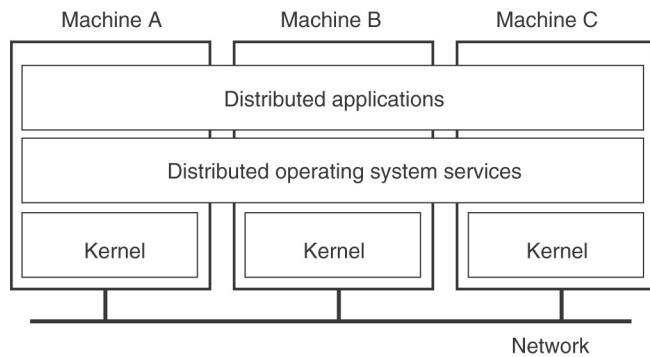 Machine A
Machine B
Machine C
Distributed applications
Distributed operating system services
Kernel
Kernel
Kernel
Network